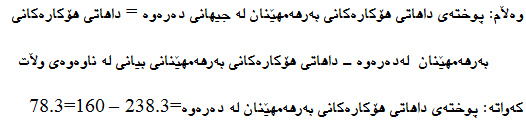 وەڵام: پوختەی داهاتی هۆکارەکانی بەرهەمهێنان لە جیهانی دەرەوە = داهاتی هۆکارەکانی
بەرهەمهێنان لەدەرەوە – داهاتی هۆکارەکانی بەرهەمهێنانی بیانی لە ناوەوەی وڵات
کەواتە: پوختەی داهاتی هۆکارەکانی بەرهەمهێنان لە دەرەوە=238.3 – 160=78.3